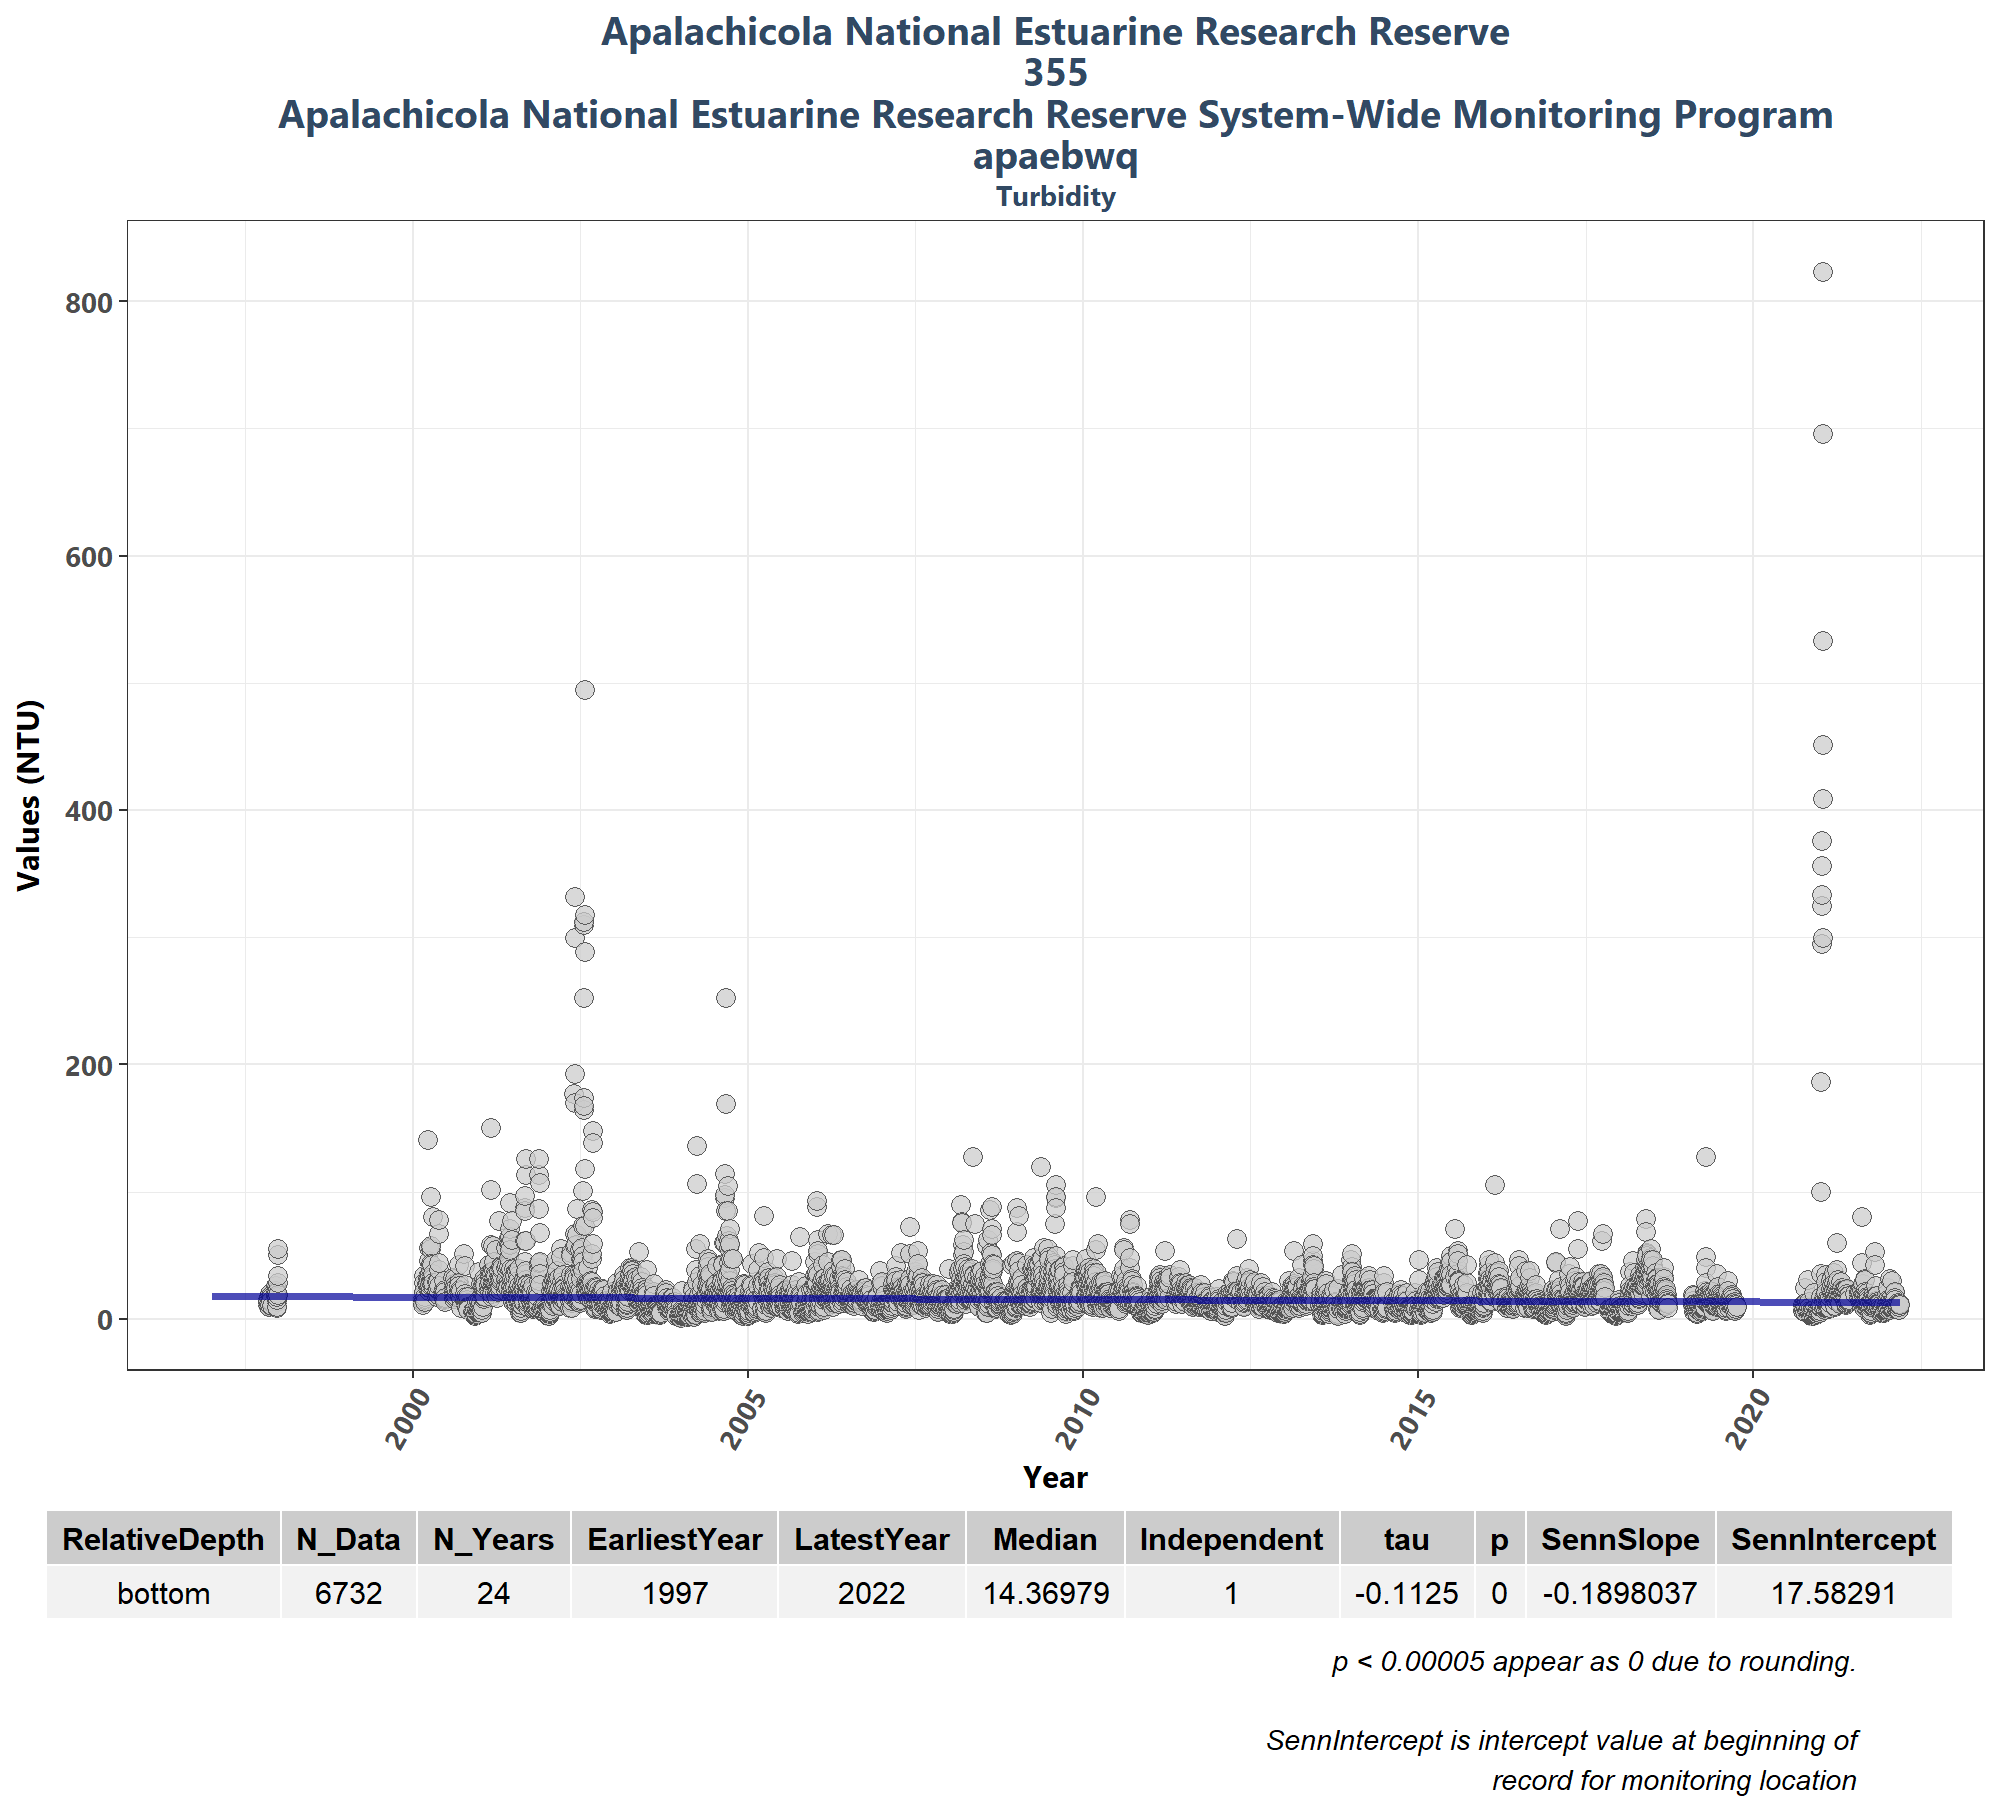 Apalachicola National Estuarine Research Reserve
355
Apalachicola National Estuarine Research Reserve System-Wide Monitoring Program
apaebwq
Turbidity
Values (NTU)
800
600
400
200
0
2000 2005 2010 2015 2020
Year
RelativeDepth N_Data N_Years EarliestYear LatestYear Median Independent tau p SennSlope SennIntercept
bottom 6732 24 1997 2022 14.36979 1 -0.1125 0 -0.1898037 17.58291
p < 0.00005 appear as 0 due to rounding.
SennIntercept is intercept value at beginning of
record for monitoring location